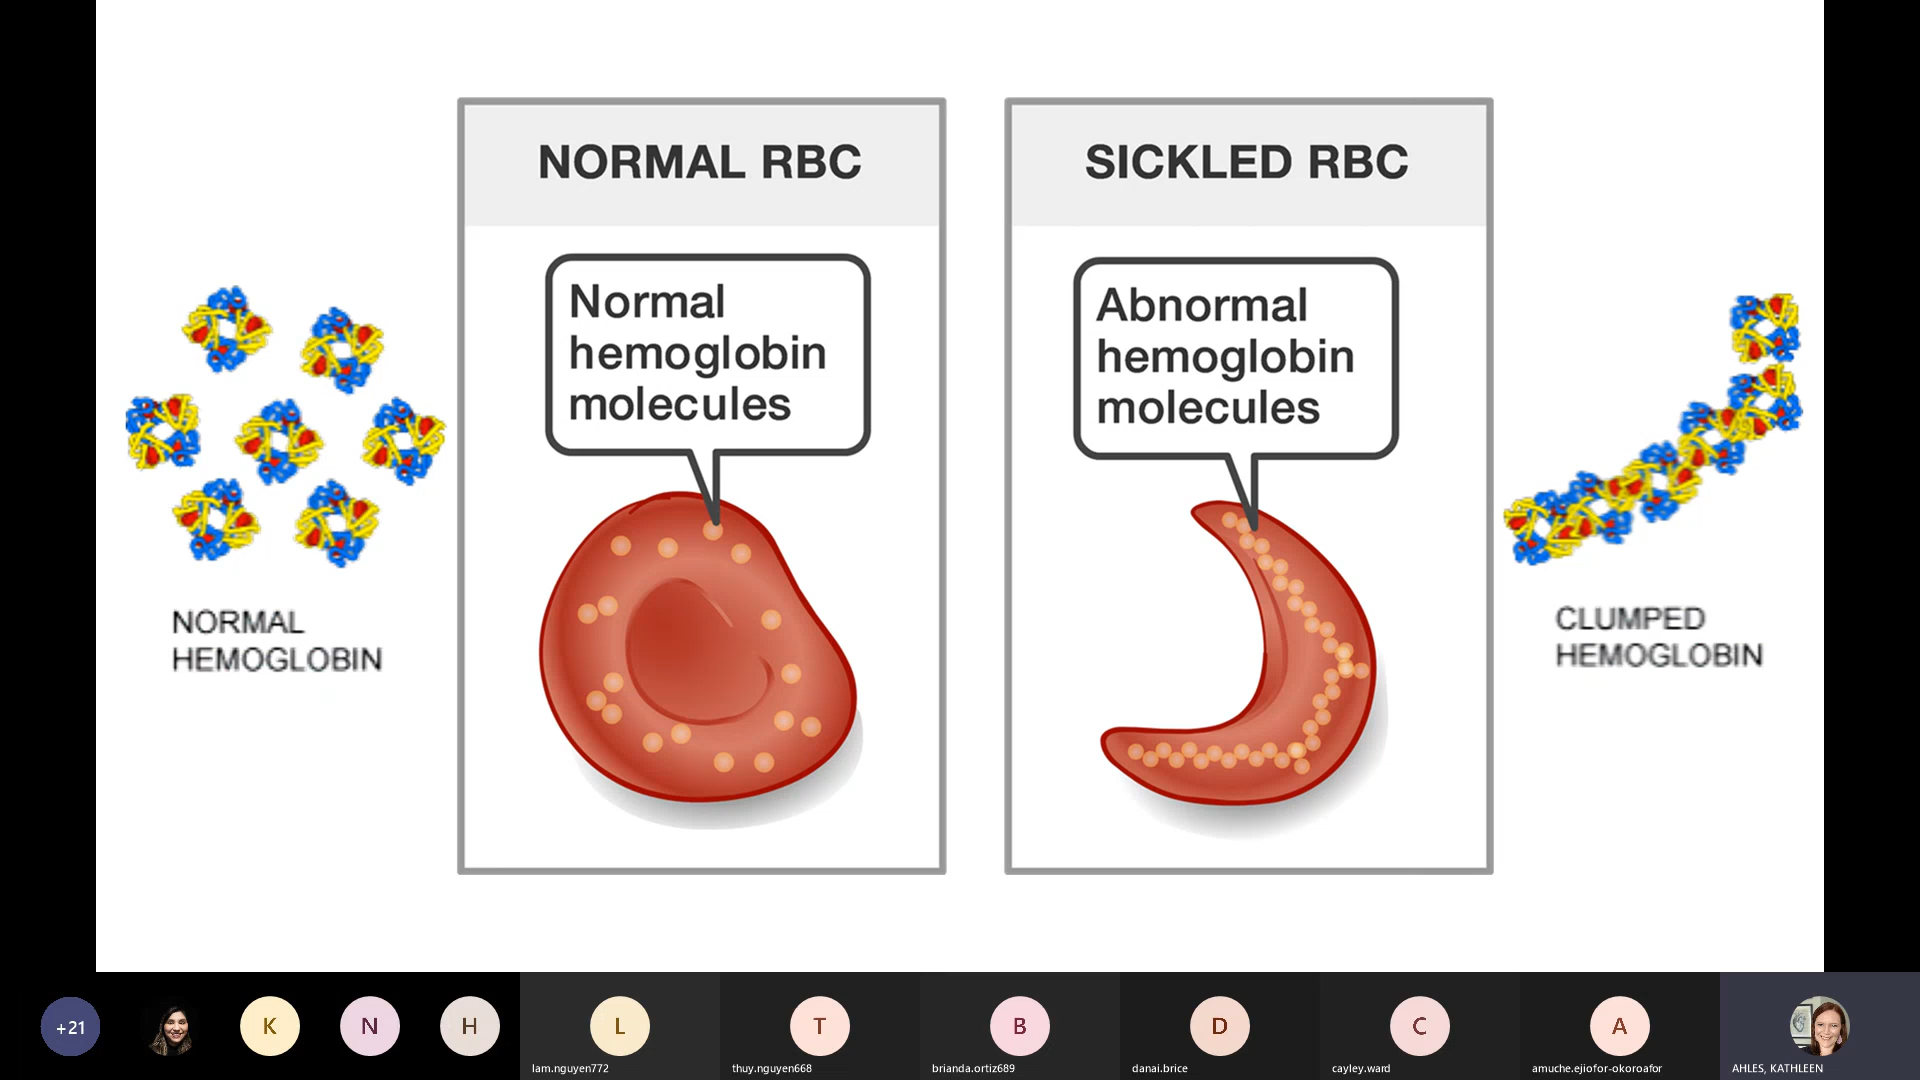 NORMAL RBC
Normal
hemoglobin
molecules
NORMAL
HEMOGLOBIN
SICKLED RBC
Abnormal
hemoglobin
molecules
CLUMPED
HEMOGLOBIN
+21
K
N
H
L
lam.nguyen772
T
thuy.nguyen668
B
brianda.ortiz689
D
danai.brice
C
cayley.ward
A
amuche.ejiofor-okoroafor
AHLES, KATHLEEN